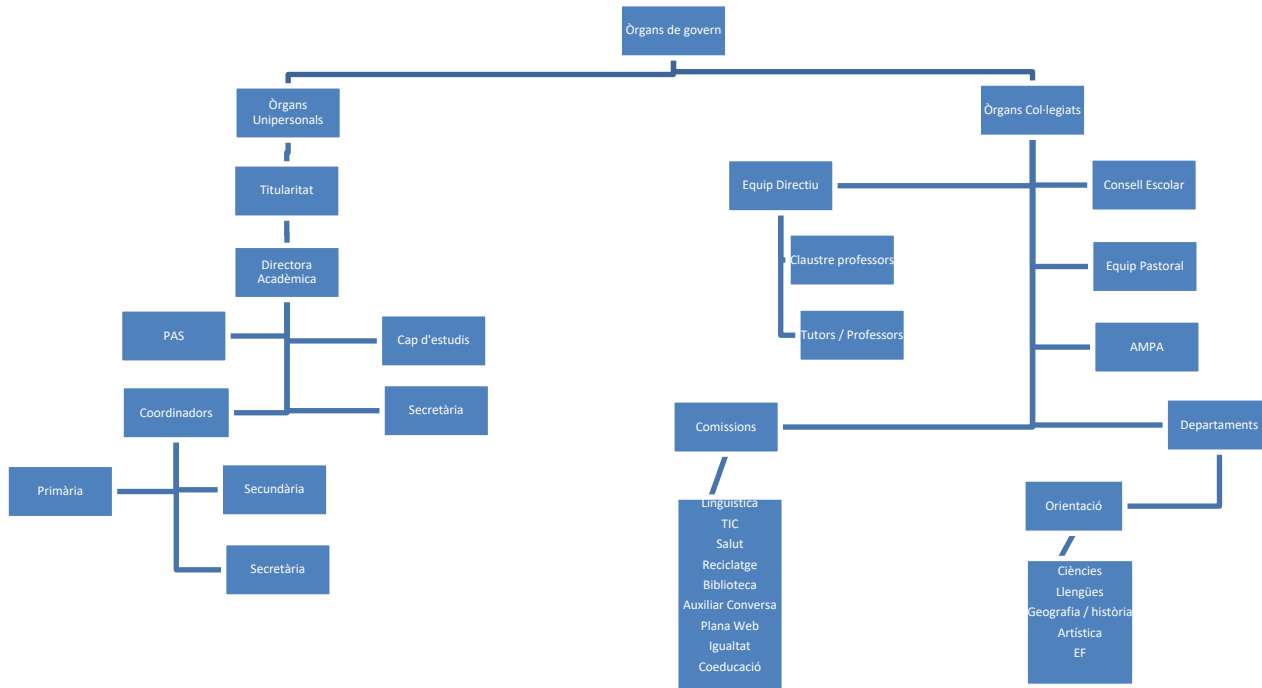 Òrgans de govern
Òrgans
Unipersonals
Òrgans Col·legiats
Titularitat
Equip Directiu
Consell Escolar
Directora
Acadèmica
Claustre professors
Equip Pastoral
PAS
Cap d'estudis
Tutors / Professors
AMPA
Coordinadors
Secretària
Comissions
Departaments
Primària
Secundària
Secretària
Lingüística
TIC
Salut
Reciclatge
Biblioteca
Auxiliar Conversa
Plana Web
Igualtat
Coeducació
Orientació
Ciències
Llengües
Geografia / història
Artística
EF